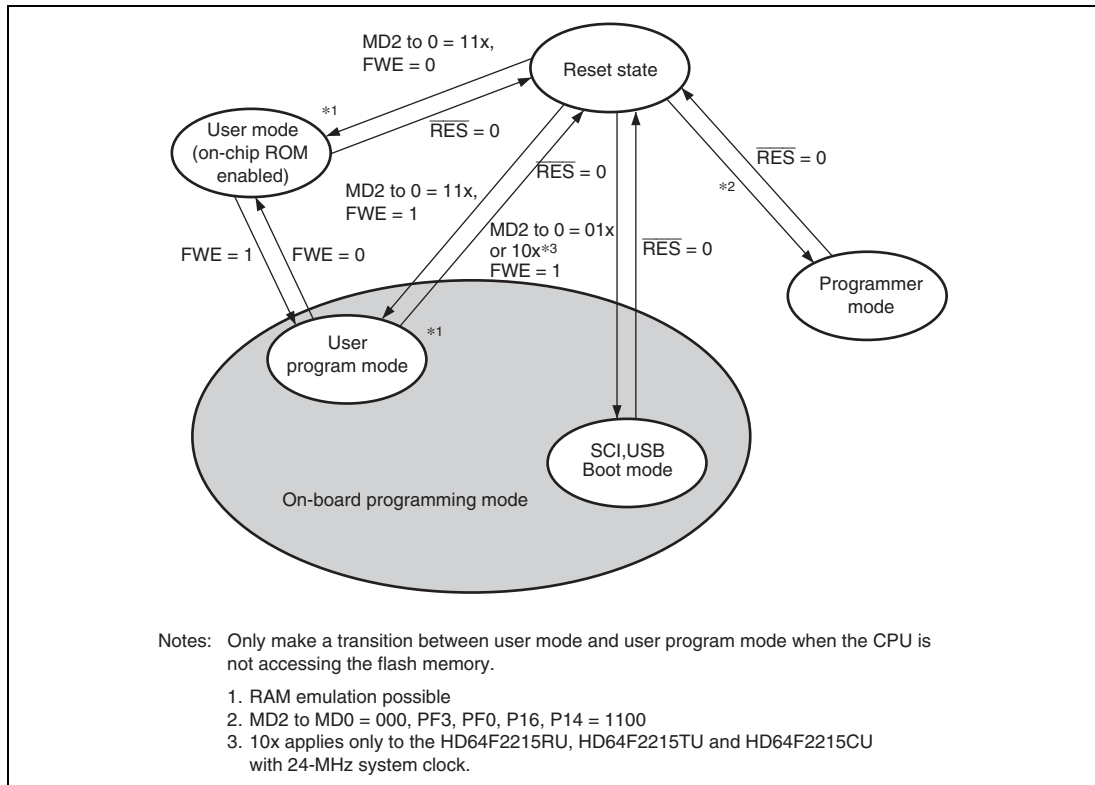 MD2 to 0 = 11x,
FWE = 0
Reset state
*1
RES = 0
User mode
(on-chip ROM
enabled)
RES = 0
MD2 to 0 = 11x,
FWE = 1
RES = 0
*2
MD2 to 0 = 01x
or 10x*3
FWE = 1
RES = 0
FWE = 1
FWE = 0
Programmer
mode
User
program mode
*1
SCI,USB
Boot mode
On-board programming mode
Notes: Only make a transition between user mode and user program mode when the CPU is
not accessing the flash memory.
1. RAM emulation possible
2. MD2 to MD0 = 000, PF3, PF0, P16, P14 = 1100
3. 10x applies only to the HD64F2215RU, HD64F2215TU and HD64F2215CU
with 24-MHz system clock.